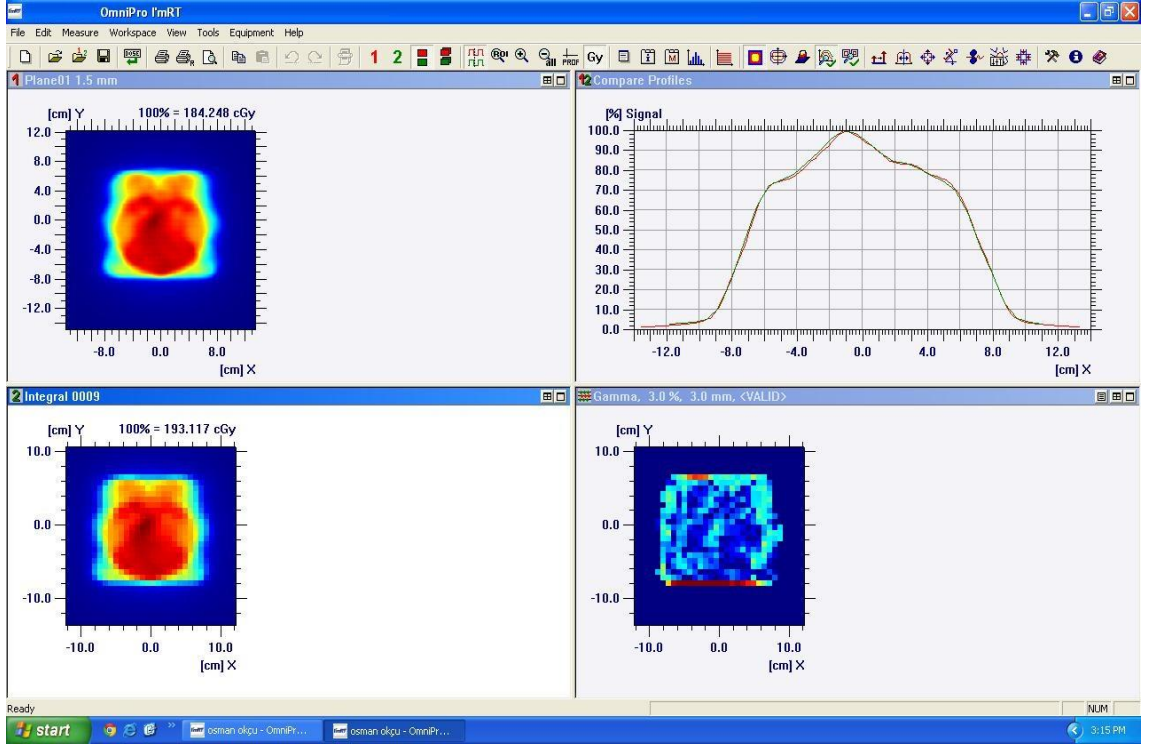 OmniPro I'mRT
File Edit Measure Workspace View Tools Equipment Help
DOSE R 1 2 ROI all PROF Gy I M
1 Plane01 1.5 mm
[cm] Y 100% = 184.248 cGy
12.0
8.0
4.0
0.0
-4.0
-8.0
-12.0
-8.0 0.0 8.0
[cm] X
12 Compare Profiles
[%] Signal
100.0
90.0
80.0
70.0
60.0
50.0
40.0
30.0
20.0
10.0
0.0
-12.0 -8.0 -4.0 0.0 4.0 8.0 12.0
[cm] X
2 Integral 0009
[cm] Y 100% = 193.117 cGy
10.0
0.0
-10.0
-10.0 0.0 10.0
[cm] X
Gamma, 3.0 %, 3.0 mm, <VALID>
[cm] Y
10.0
0.0
-10.0
-10.0 0.0 10.0
[cm] X
Ready NUM
start osman okçu - OmniPr... osman okçu - OmniPr... 3:15 PM